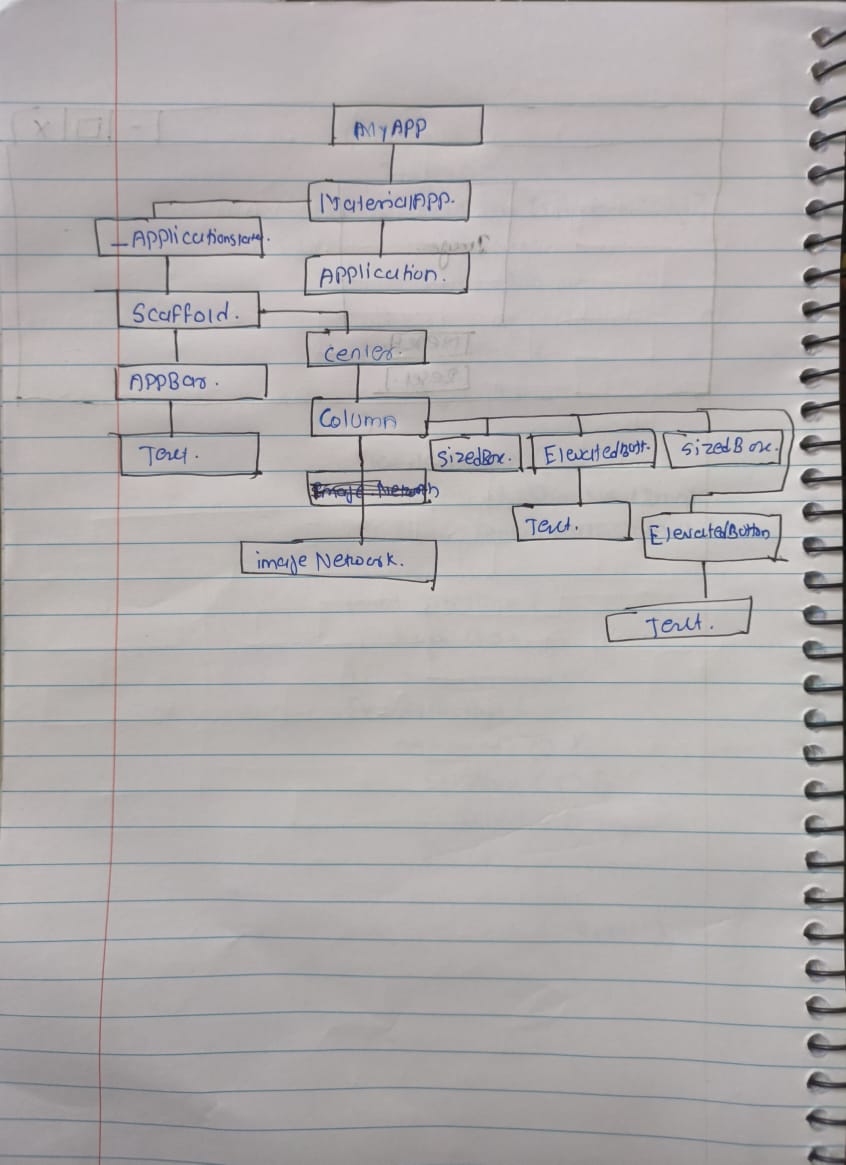 MyAPP
MaterialAPP.
_Applicationstate.
Application.
Scaffold.
Center.
APPBar.
Column
Text.
SizedBox.
ElevatedButt.
SizedBox.
Image.Network
Text.
ElevatedButton
image Network.
Text.